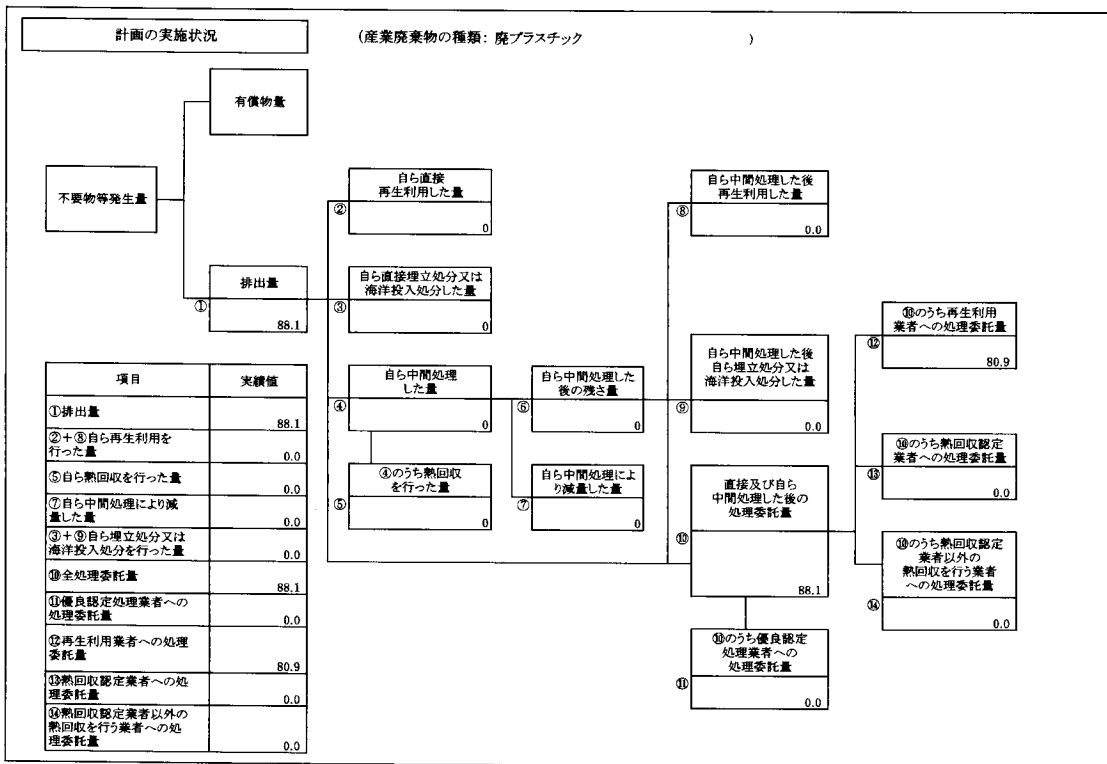 計画の実施状況
(産業廃棄物の種類: 廃プラスチック )
有償物量
不要物等発生量
排出量
①
88.1
自ら直接
再生利用した量
②
0
自ら直接埋立処分又は
海洋投入処分した量
③
0
自ら中間処理
した量
④
0
④のうち熱回収
を行った量
⑤
0
自ら中間処理した
後の残さ量
⑥
0
自ら中間処理によ
り減量した量
⑦
0
自ら中間処理した後
再生利用した量
⑧
0.0
自ら中間処理した後
自ら埋立処分又は
海洋投入処分した量
⑨
0.0
直接及び自ら
中間処理した後の
処理委託量
⑩
88.1
⑩のうち優良認定
処理業者への
処理委託量
⑪
0.0
⑩のうち再生利用
業者への処理委託量
⑫
80.9
⑩のうち熱回収認定
業者への処理委託量
⑬
0.0
⑩のうち熱回収認定
業者以外の
熱回収を行う業者
への処理委託量
⑭
0.0
項目 実績値
①排出量
88.1
②+⑧自ら再生利用を
行った量
0.0
⑤自ら熱回収を行った量
0.0
⑦自ら中間処理により減
量した量
0.0
③+⑨自ら埋立処分又は
海洋投入処分を行った量
0.0
⑩全処理委託量
88.1
⑪優良認定処理業者への
処理委託量
0.0
⑫再生利用業者への処理
委託量
80.9
⑬熱回収認定業者への処
理委託量
0.0
⑭熱回収認定業者以外の
熱回収を行う業者への処
理委託量
0.0